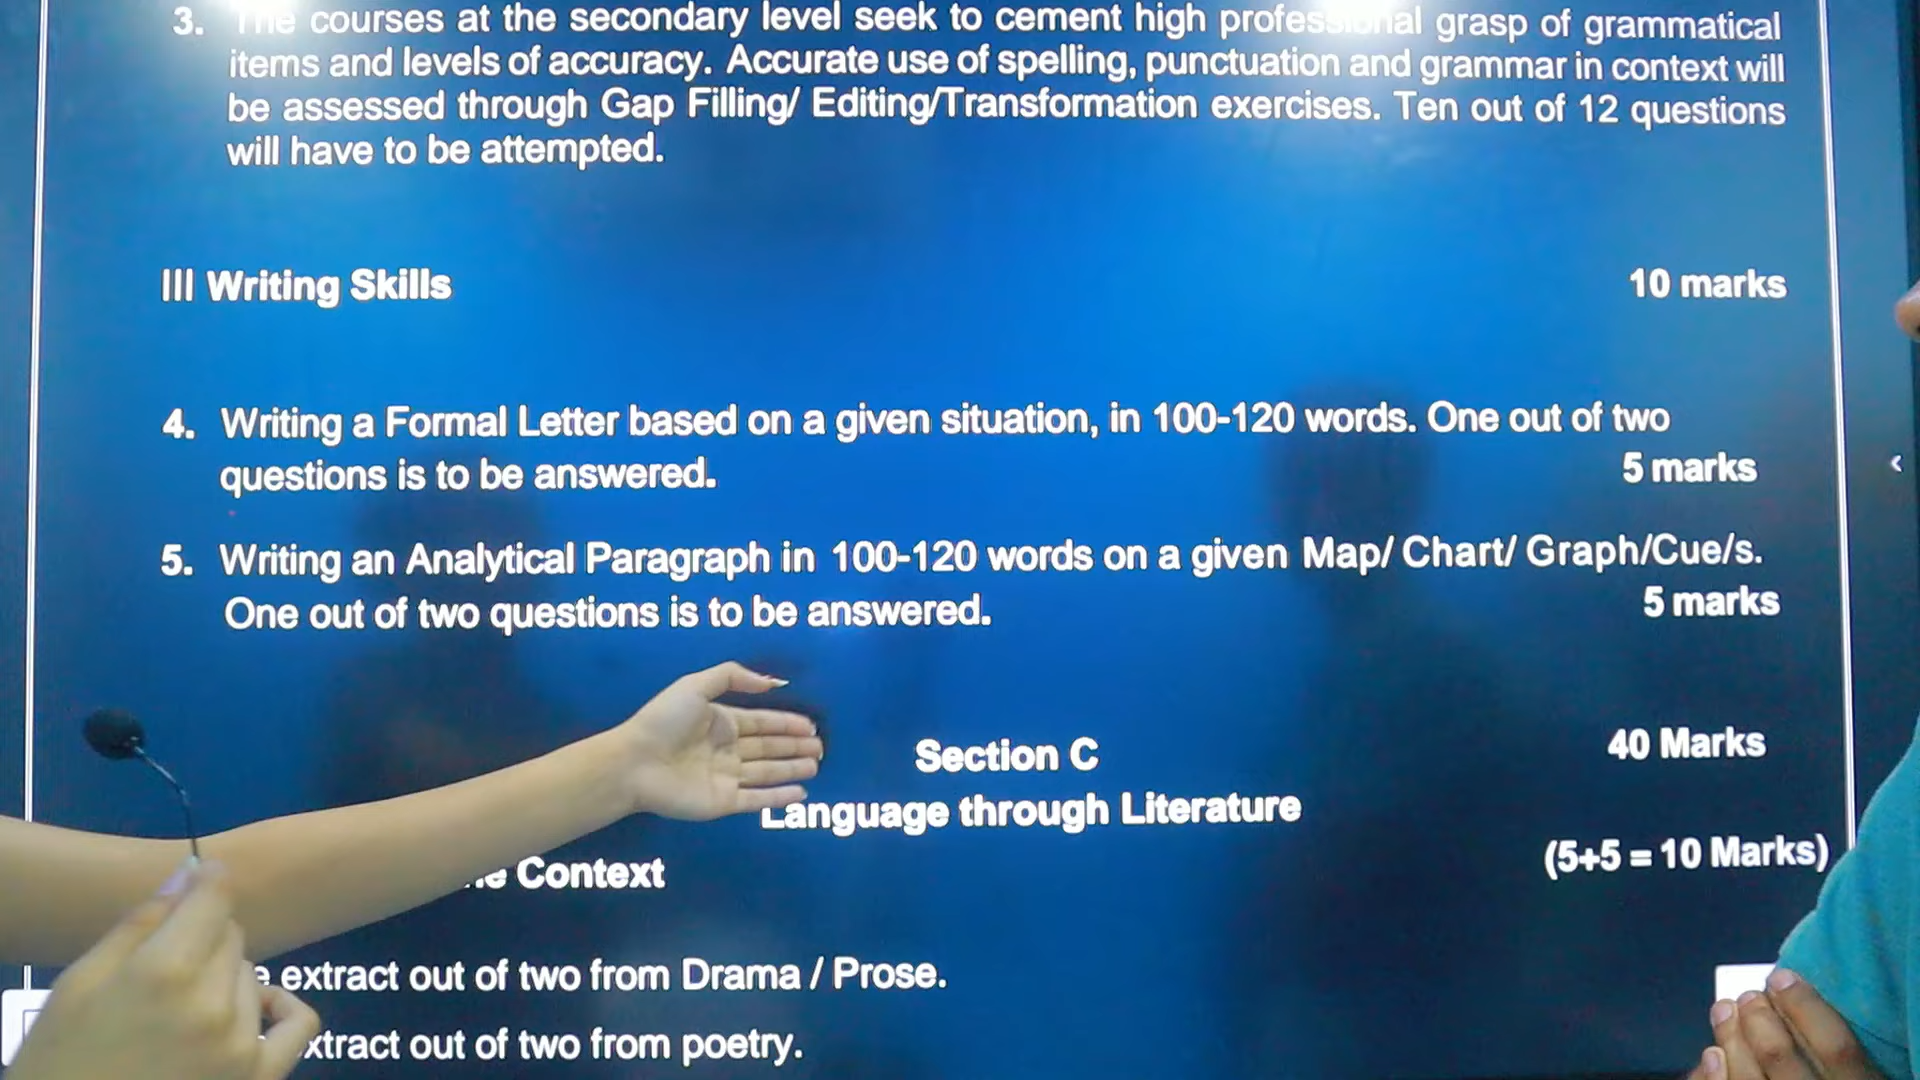 3. The courses at the secondary level seek to cement high professional grasp of grammatical
items and levels of accuracy. Accurate use of spelling, punctuation and grammar in context will
be assessed through Gap Filling/ Editing/Transformation exercises. Ten out of 12 questions
will have to be attempted.
III Writing Skills 10 marks
4. Writing a Formal Letter based on a given situation, in 100-120 words. One out of two
questions is to be answered. 5 marks
5. Writing an Analytical Paragraph in 100-120 words on a given Map/ Chart/ Graph/Cue/s.
One out of two questions is to be answered. 5 marks
Section C 40 Marks
Language through Literature
Context (5+5 = 10 Marks)
extract out of two from Drama / Prose.
out of two from poetry.